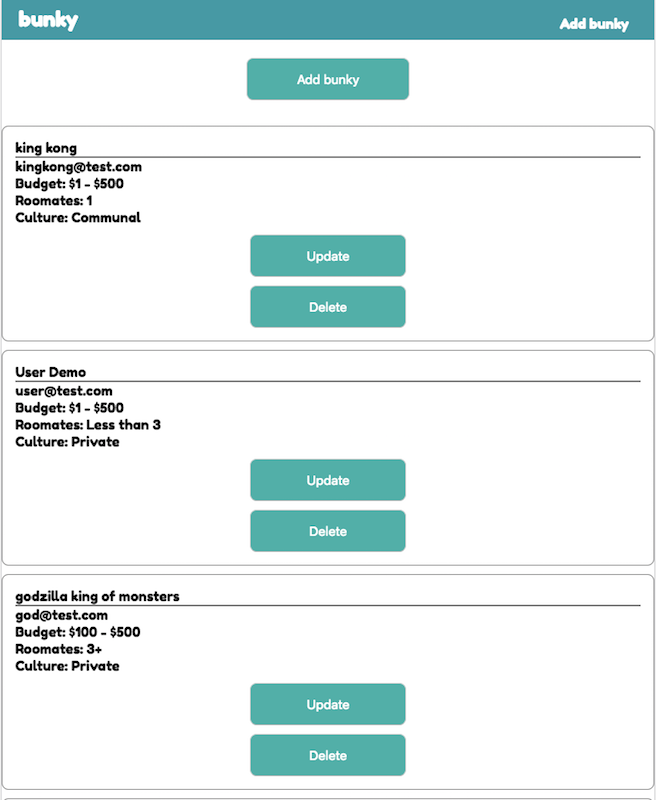 bunky
Add bunky
Add bunky
king kong
kingkong@test.com
Budget: $1 - $500
Roomates: 1
Culture: Communal
Update
Delete
User Demo
user@test.com
Budget: $1 - $500
Roomates: Less than 3
Culture: Private
Update
Delete
godzilla king of monsters
god@test.com
Budget: $100 - $500
Roomates: 3+
Culture: Private
Update
Delete